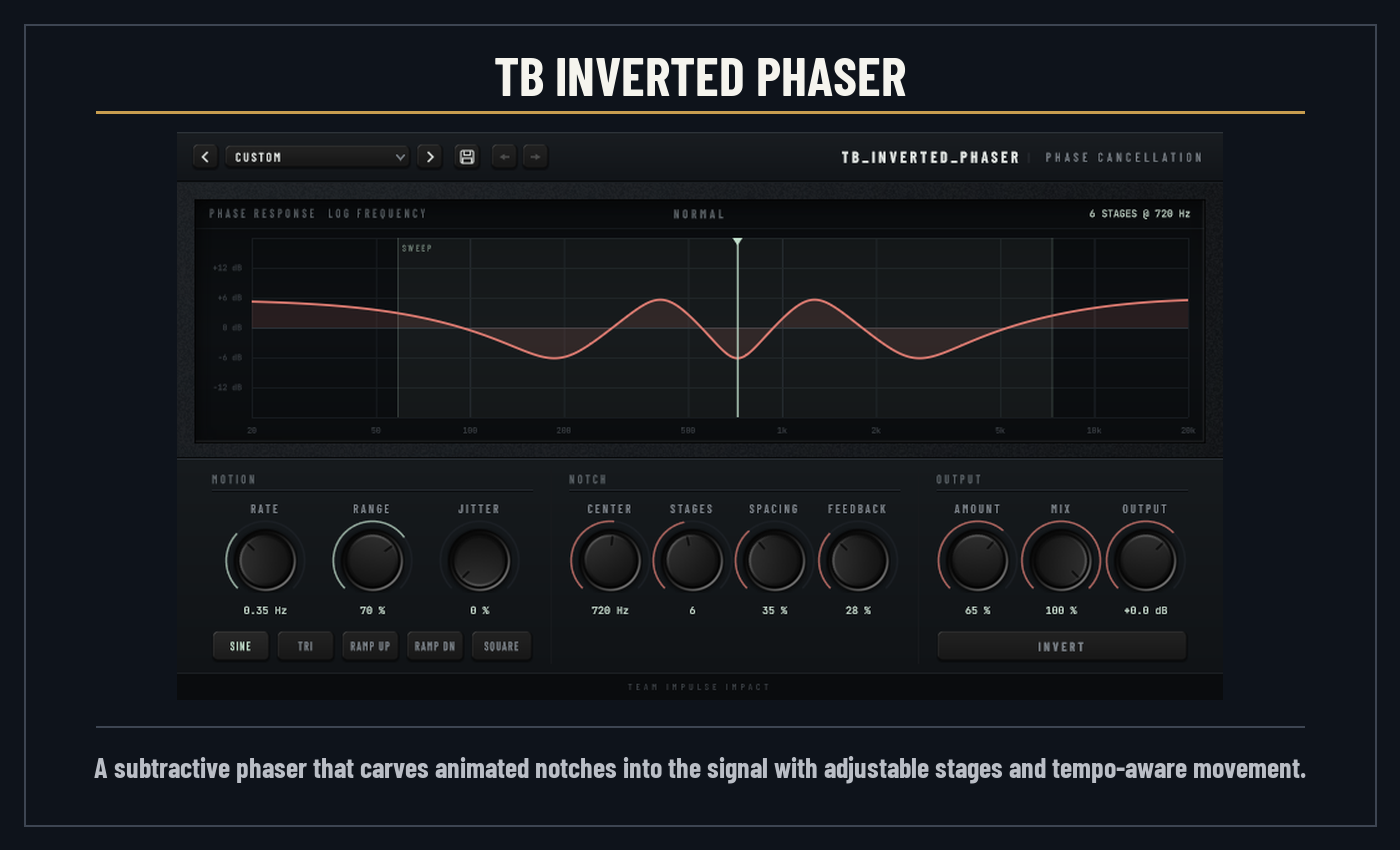 TB INVERTED PHASER
CUSTOM
TB_INVERTED_PHASER
PHASE CANCELLATION
PHASE RESPONSE LOG FREQUENCY
NORMAL
6 STAGES @ 720 Hz
SWEEP
+12 dB
+6 dB
0 dB
-6 dB
-12 dB
20 50 100 200 500 1k 2k 5k 10k 20k
MOTION
NOTCH
OUTPUT
RATE RANGE JITTER CENTER STAGES SPACING FEEDBACK AMOUNT MIX OUTPUT
0.35 Hz 70 % 0 % 720 Hz 6 35 % 28 % 65 % 100 % +0.0 dB
SINE TRI RAMP UP RAMP DN SQUARE INVERT
TEAM IMPULSE IMPACT
A subtractive phaser that carves animated notches into the signal with adjustable stages and tempo-aware movement.